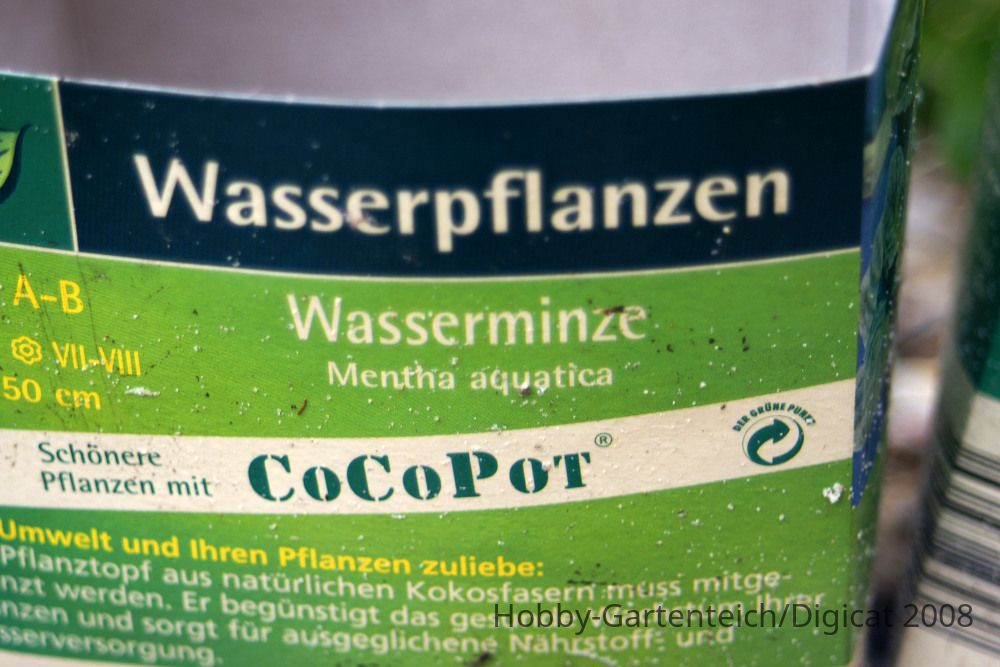 Wasserpflanzen
A-B
Wasserminze
VII-VIII
Mentha aquatica
50 cm
DER GRÜNE PUNKT
Schönere
Pflanzen mit
CoCoPoT®
Umwelt und Ihren Pflanzen zuliebe:
Pflanztopf aus natürlichen Kokosfasern muss mitge-
nzt werden. Er begünstigt das Ihrer
nzen und sorgt für ausgeglichene Nährstoff- und
sserversorgung.
Hobby-Gartenteich/Digicat 2008